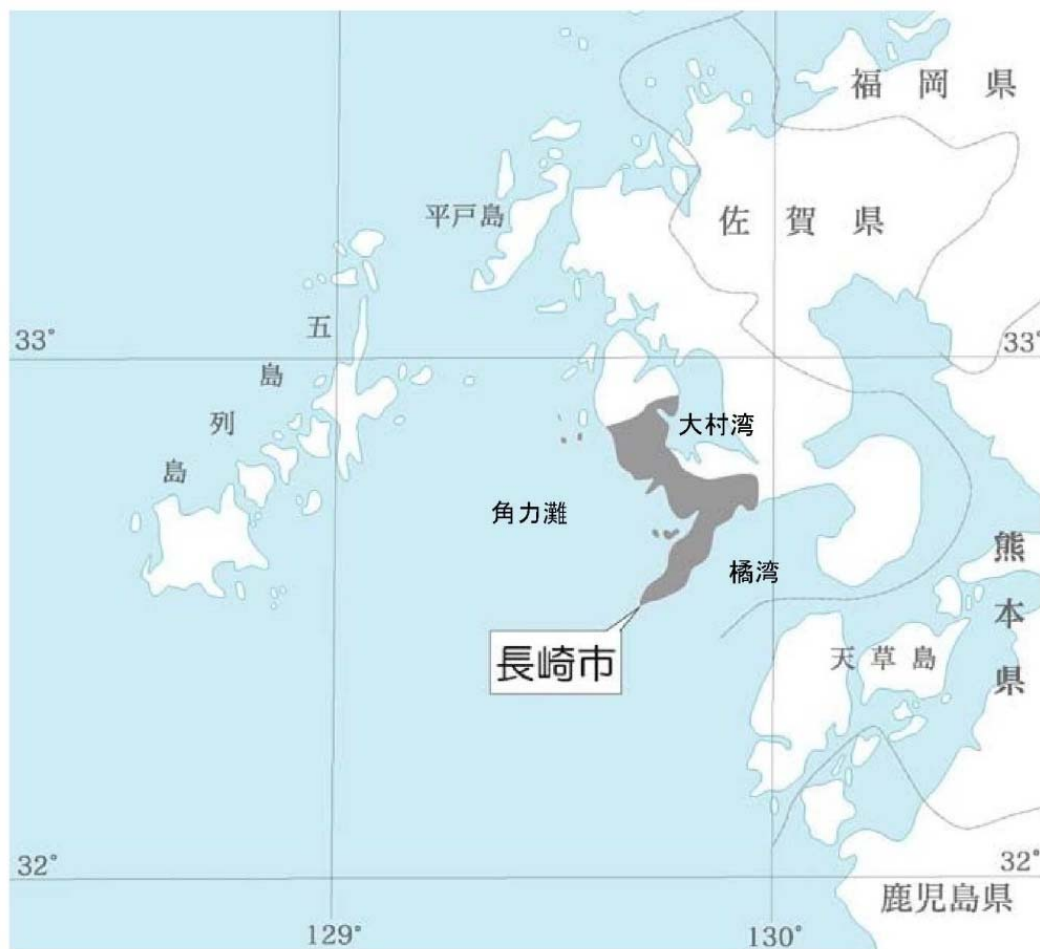 福岡県
佐賀県
平戸島
五島列島
33°
33°
大村湾
角力灘
橘湾
熊本県
長崎市
天草島
32°
32°
鹿児島県
129°
130°